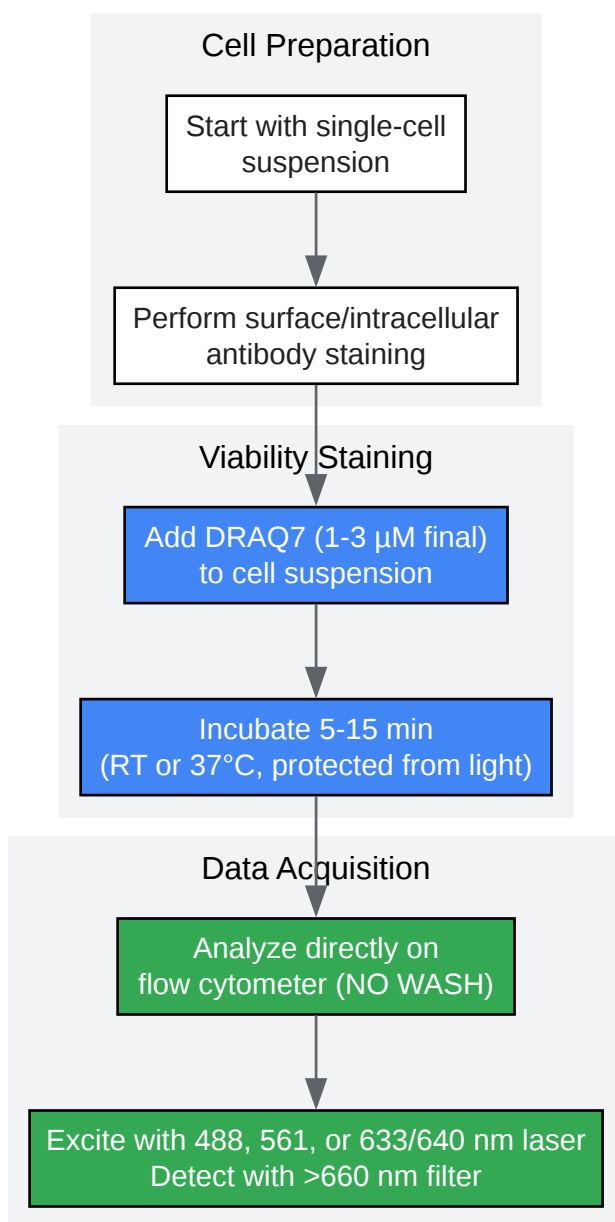 Cell Preparation
Start with single-cell
suspension
Perform surface/intracellular
antibody staining
Viability Staining
Add DRAQ7 (1-3 µM final)
to cell suspension
Incubate 5-15 min
(RT or 37°C, protected from light)
Data Acquisition
Analyze directly on
flow cytometer (NO WASH)
Excite with 488, 561, or 633/640 nm laser
Detect with >660 nm filter